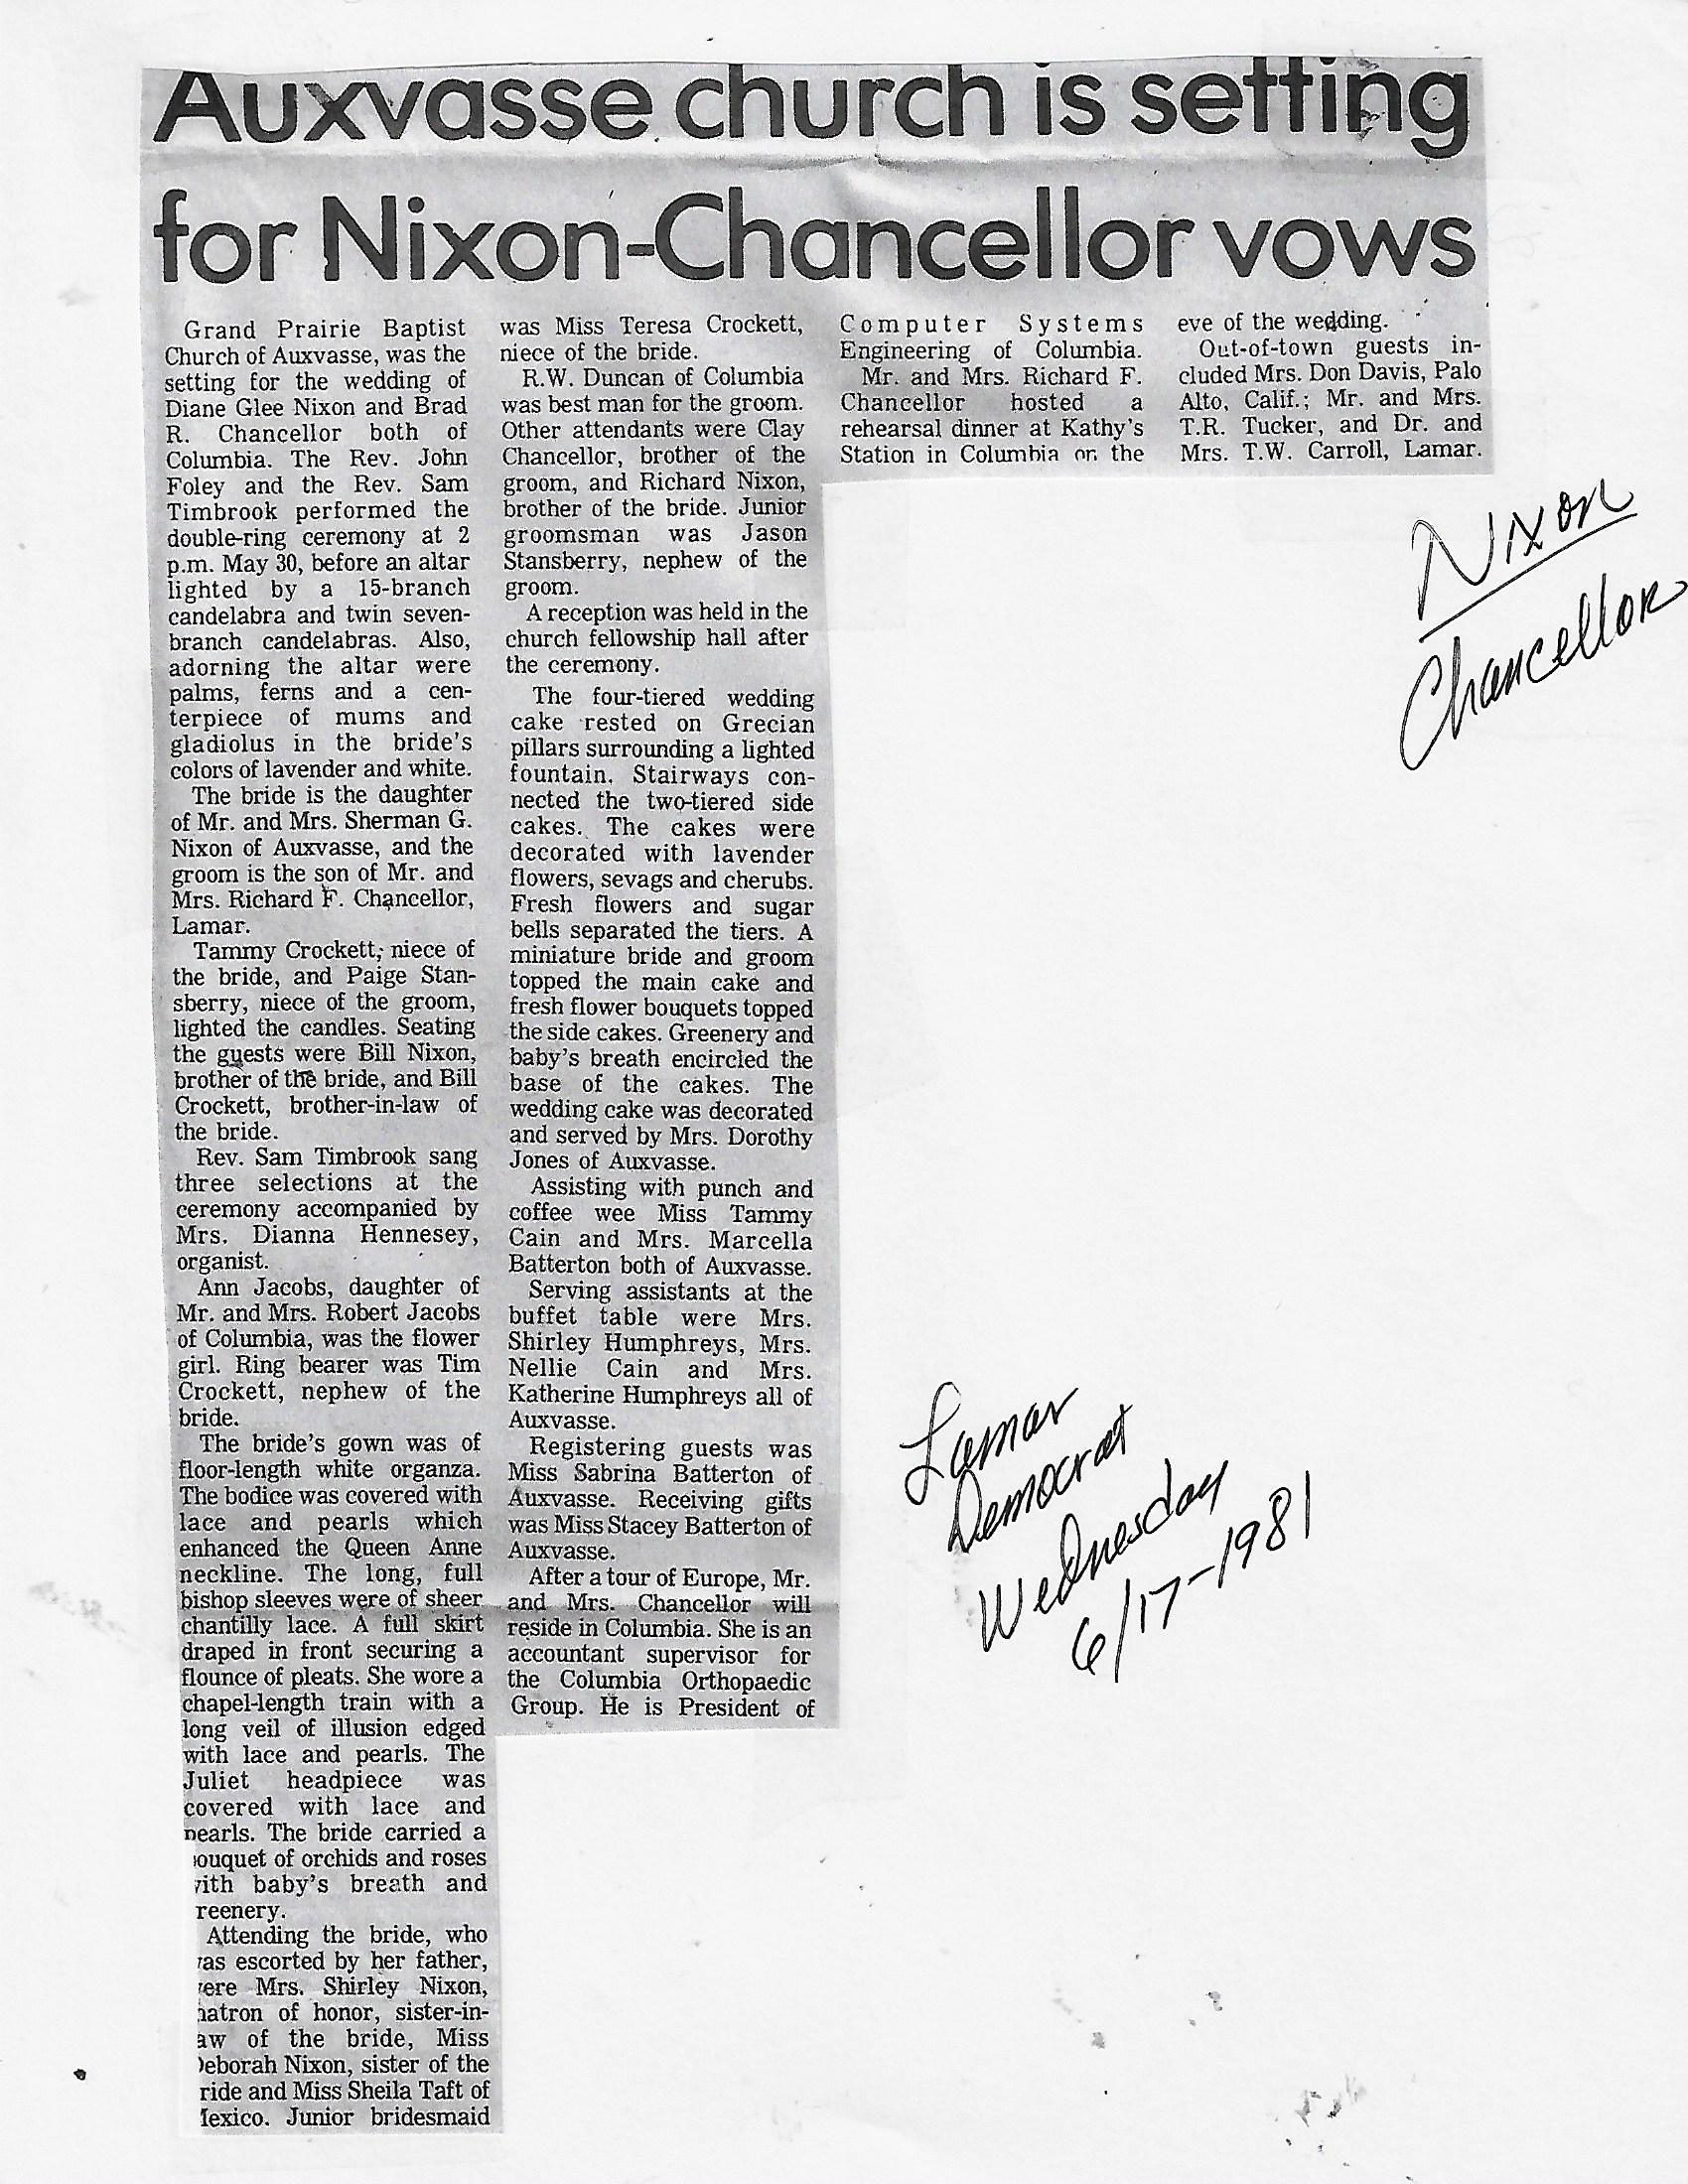 Auxvasse church is setting
for Nixon-Chancellor vows
Grand Prairie Baptist
Church of Auxvasse, was the
setting for the wedding of
Diane Glee Nixon and Brad
R. Chancellor both of
Columbia. The Rev. John
Foley and the Rev. Sam
Timbrook performed the
double-ring ceremony at 2
p.m. May 30, before an altar
lighted by a 15-branch
candelabra and twin seven-
branch candelabras. Also,
adorning the altar were
palms, ferns and a cen-
terpiece of mums and
gladiolus in the bride's
colors of lavender and white.
The bride is the daughter
of Mr. and Mrs. Sherman G.
Nixon of Auxvasse, and the
groom is the son of Mr. and
Mrs. Richard F. Chancellor,
Lamar.
Tammy Crockett, niece of
the bride, and Paige Stan-
sberry, niece of the groom,
lighted the candles. Seating
the guests were Bill Nixon,
brother of the bride, and Bill
Crockett, brother-in-law of
the bride.
Rev. Sam Timbrook sang
three selections at the
ceremony accompanied by
Mrs. Dianna Hennesey,
organist.
Ann Jacobs, daughter of
Mr. and Mrs. Robert Jacobs
of Columbia, was the flower
girl. Ring bearer was Tim
Crockett, nephew of the
bride.
The bride's gown was of
floor-length white organza.
The bodice was covered with
lace and pearls which
enhanced the Queen Anne
neckline. The long, full
bishop sleeves were of sheer
chantilly lace. A full skirt
draped in front securing a
flounce of pleats. She wore a
chapel-length train with a
long veil of illusion edged
with lace and pearls. The
Juliet headpiece was
covered with lace and
pearls. The bride carried a
ouquet of orchids and roses
ith baby's breath and
reenery.
Attending the bride, who
as escorted by her father,
ere Mrs. Shirley Nixon,
atron of honor, sister-in-
aw of the bride, Miss
Deborah Nixon, sister of the
ride and Miss Sheila Taft of
Mexico. Junior bridesmaid
was Miss Teresa Crockett,
niece of the bride.
R.W. Duncan of Columbia
was best man for the groom.
Other attendants were Clay
Chancellor, brother of the
groom, and Richard Nixon,
brother of the bride. Junior
groomsman was Jason
Stansberry, nephew of the
groom.
A reception was held in the
church fellowship hall after
the ceremony.
The four-tiered wedding
cake rested on Grecian
pillars surrounding a lighted
fountain. Stairways con-
nected the two-tiered side
cakes. The cakes were
decorated with lavender
flowers, sevags and cherubs.
Fresh flowers and sugar
bells separated the tiers. A
miniature bride and groom
topped the main cake and
fresh flower bouquets topped
the side cakes. Greenery and
baby's breath encircled the
base of the cakes. The
wedding cake was decorated
and served by Mrs. Dorothy
Jones of Auxvasse.
Assisting with punch and
coffee wee Miss Tammy
Cain and Mrs. Marcella
Batterton both of Auxvasse.
Serving assistants at the
buffet table were Mrs.
Shirley Humphreys, Mrs.
Nellie Cain and Mrs.
Katherine Humphreys all of
Auxvasse.
Registering guests was
Miss Sabrina Batterton of
Auxvasse. Receiving gifts
was Miss Stacey Batterton of
Auxvasse.
After a tour of Europe, Mr.
and Mrs. Chancellor will
reside in Columbia. She is an
accountant supervisor for
the Columbia Orthopaedic
Group. He is President of
Computer Systems
Engineering of Columbia.
Mr. and Mrs. Richard F.
Chancellor hosted a
rehearsal dinner at Kathy's
Station in Columbia on the
eve of the wedding.
Out-of-town guests in-
cluded Mrs. Don Davis, Palo
Alto, Calif.; Mr. and Mrs.
T.R. Tucker, and Dr. and
Mrs. T.W. Carroll, Lamar.
Nixon
Chancellor
Lamar
Democrat
Wednesday
6/17-1981